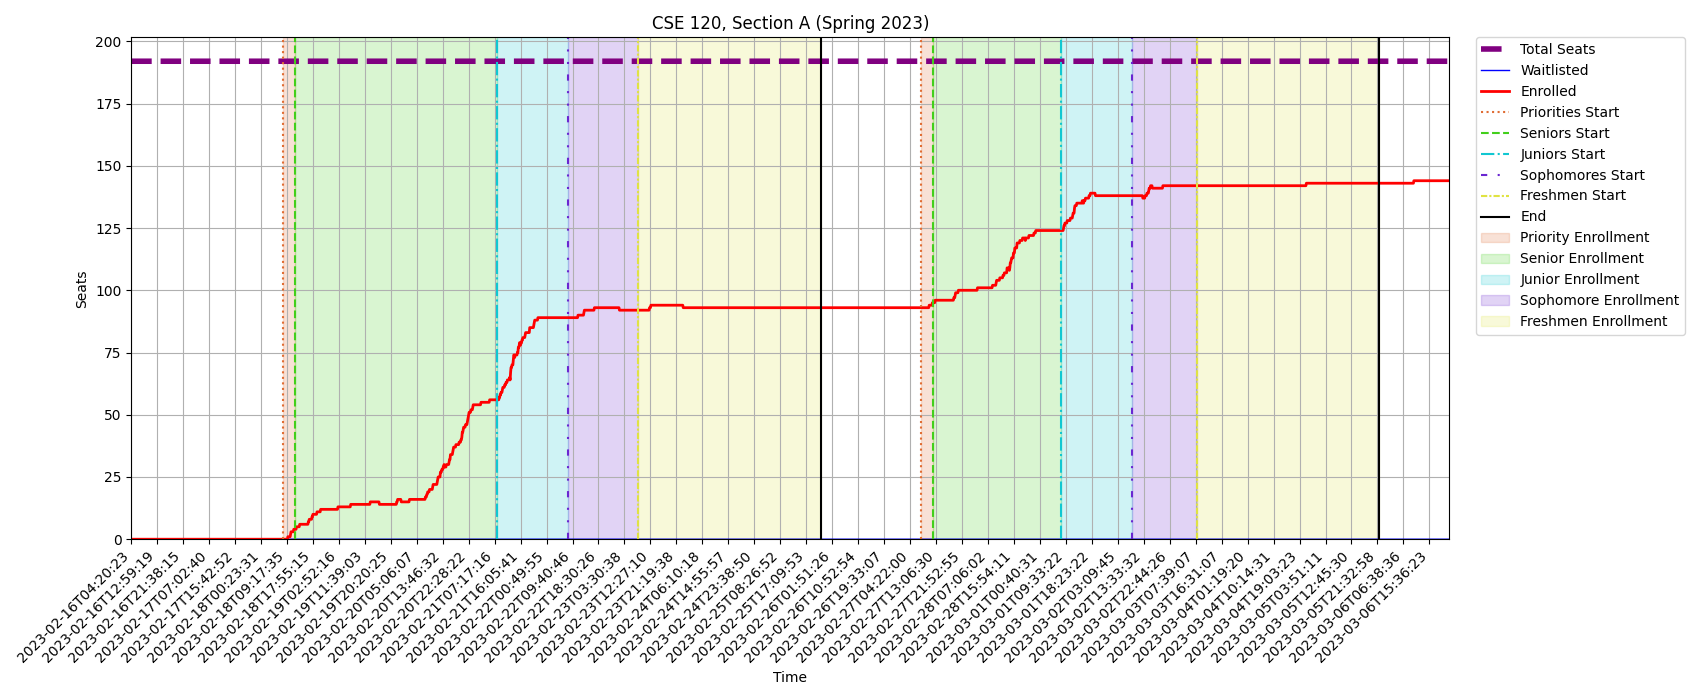 CSE 120, Section A (Spring 2023)
Seats
200
175
150
125
100
75
50
25
0
2023-02-16T04:20:23
2023-02-16T12:59:19
2023-02-16T21:38:15
2023-02-17T07:02:40
2023-02-17T15:42:52
2023-02-18T00:23:31
2023-02-18T09:17:35
2023-02-18T17:55:15
2023-02-19T02:52:16
2023-02-19T11:39:03
2023-02-19T20:20:25
2023-02-20T05:06:07
2023-02-20T13:46:32
2023-02-20T22:28:22
2023-02-21T07:17:16
2023-02-21T16:05:41
2023-02-22T00:49:55
2023-02-22T09:40:46
2023-02-22T18:30:26
2023-02-23T03:30:38
2023-02-23T12:27:10
2023-02-23T21:19:38
2023-02-24T06:10:18
2023-02-24T14:55:57
2023-02-24T23:38:50
2023-02-25T08:26:52
2023-02-25T17:09:53
2023-02-26T01:51:26
2023-02-26T10:52:54
2023-02-26T19:33:07
2023-02-27T04:22:00
2023-02-27T13:06:30
2023-02-27T21:52:55
2023-02-28T07:06:02
2023-02-28T15:54:11
2023-03-01T00:40:31
2023-03-01T09:33:22
2023-03-01T18:23:22
2023-03-02T03:09:45
2023-03-02T13:33:32
2023-03-02T22:44:26
2023-03-03T07:39:07
2023-03-03T16:31:07
2023-03-04T01:19:20
2023-03-04T10:14:31
2023-03-04T19:03:23
2023-03-05T03:51:11
2023-03-05T12:45:30
2023-03-05T21:32:58
2023-03-06T06:38:36
2023-03-06T15:36:23
Time
Total Seats
Waitlisted
Enrolled
Priorities Start
Seniors Start
Juniors Start
Sophomores Start
Freshmen Start
End
Priority Enrollment
Senior Enrollment
Junior Enrollment
Sophomore Enrollment
Freshmen Enrollment